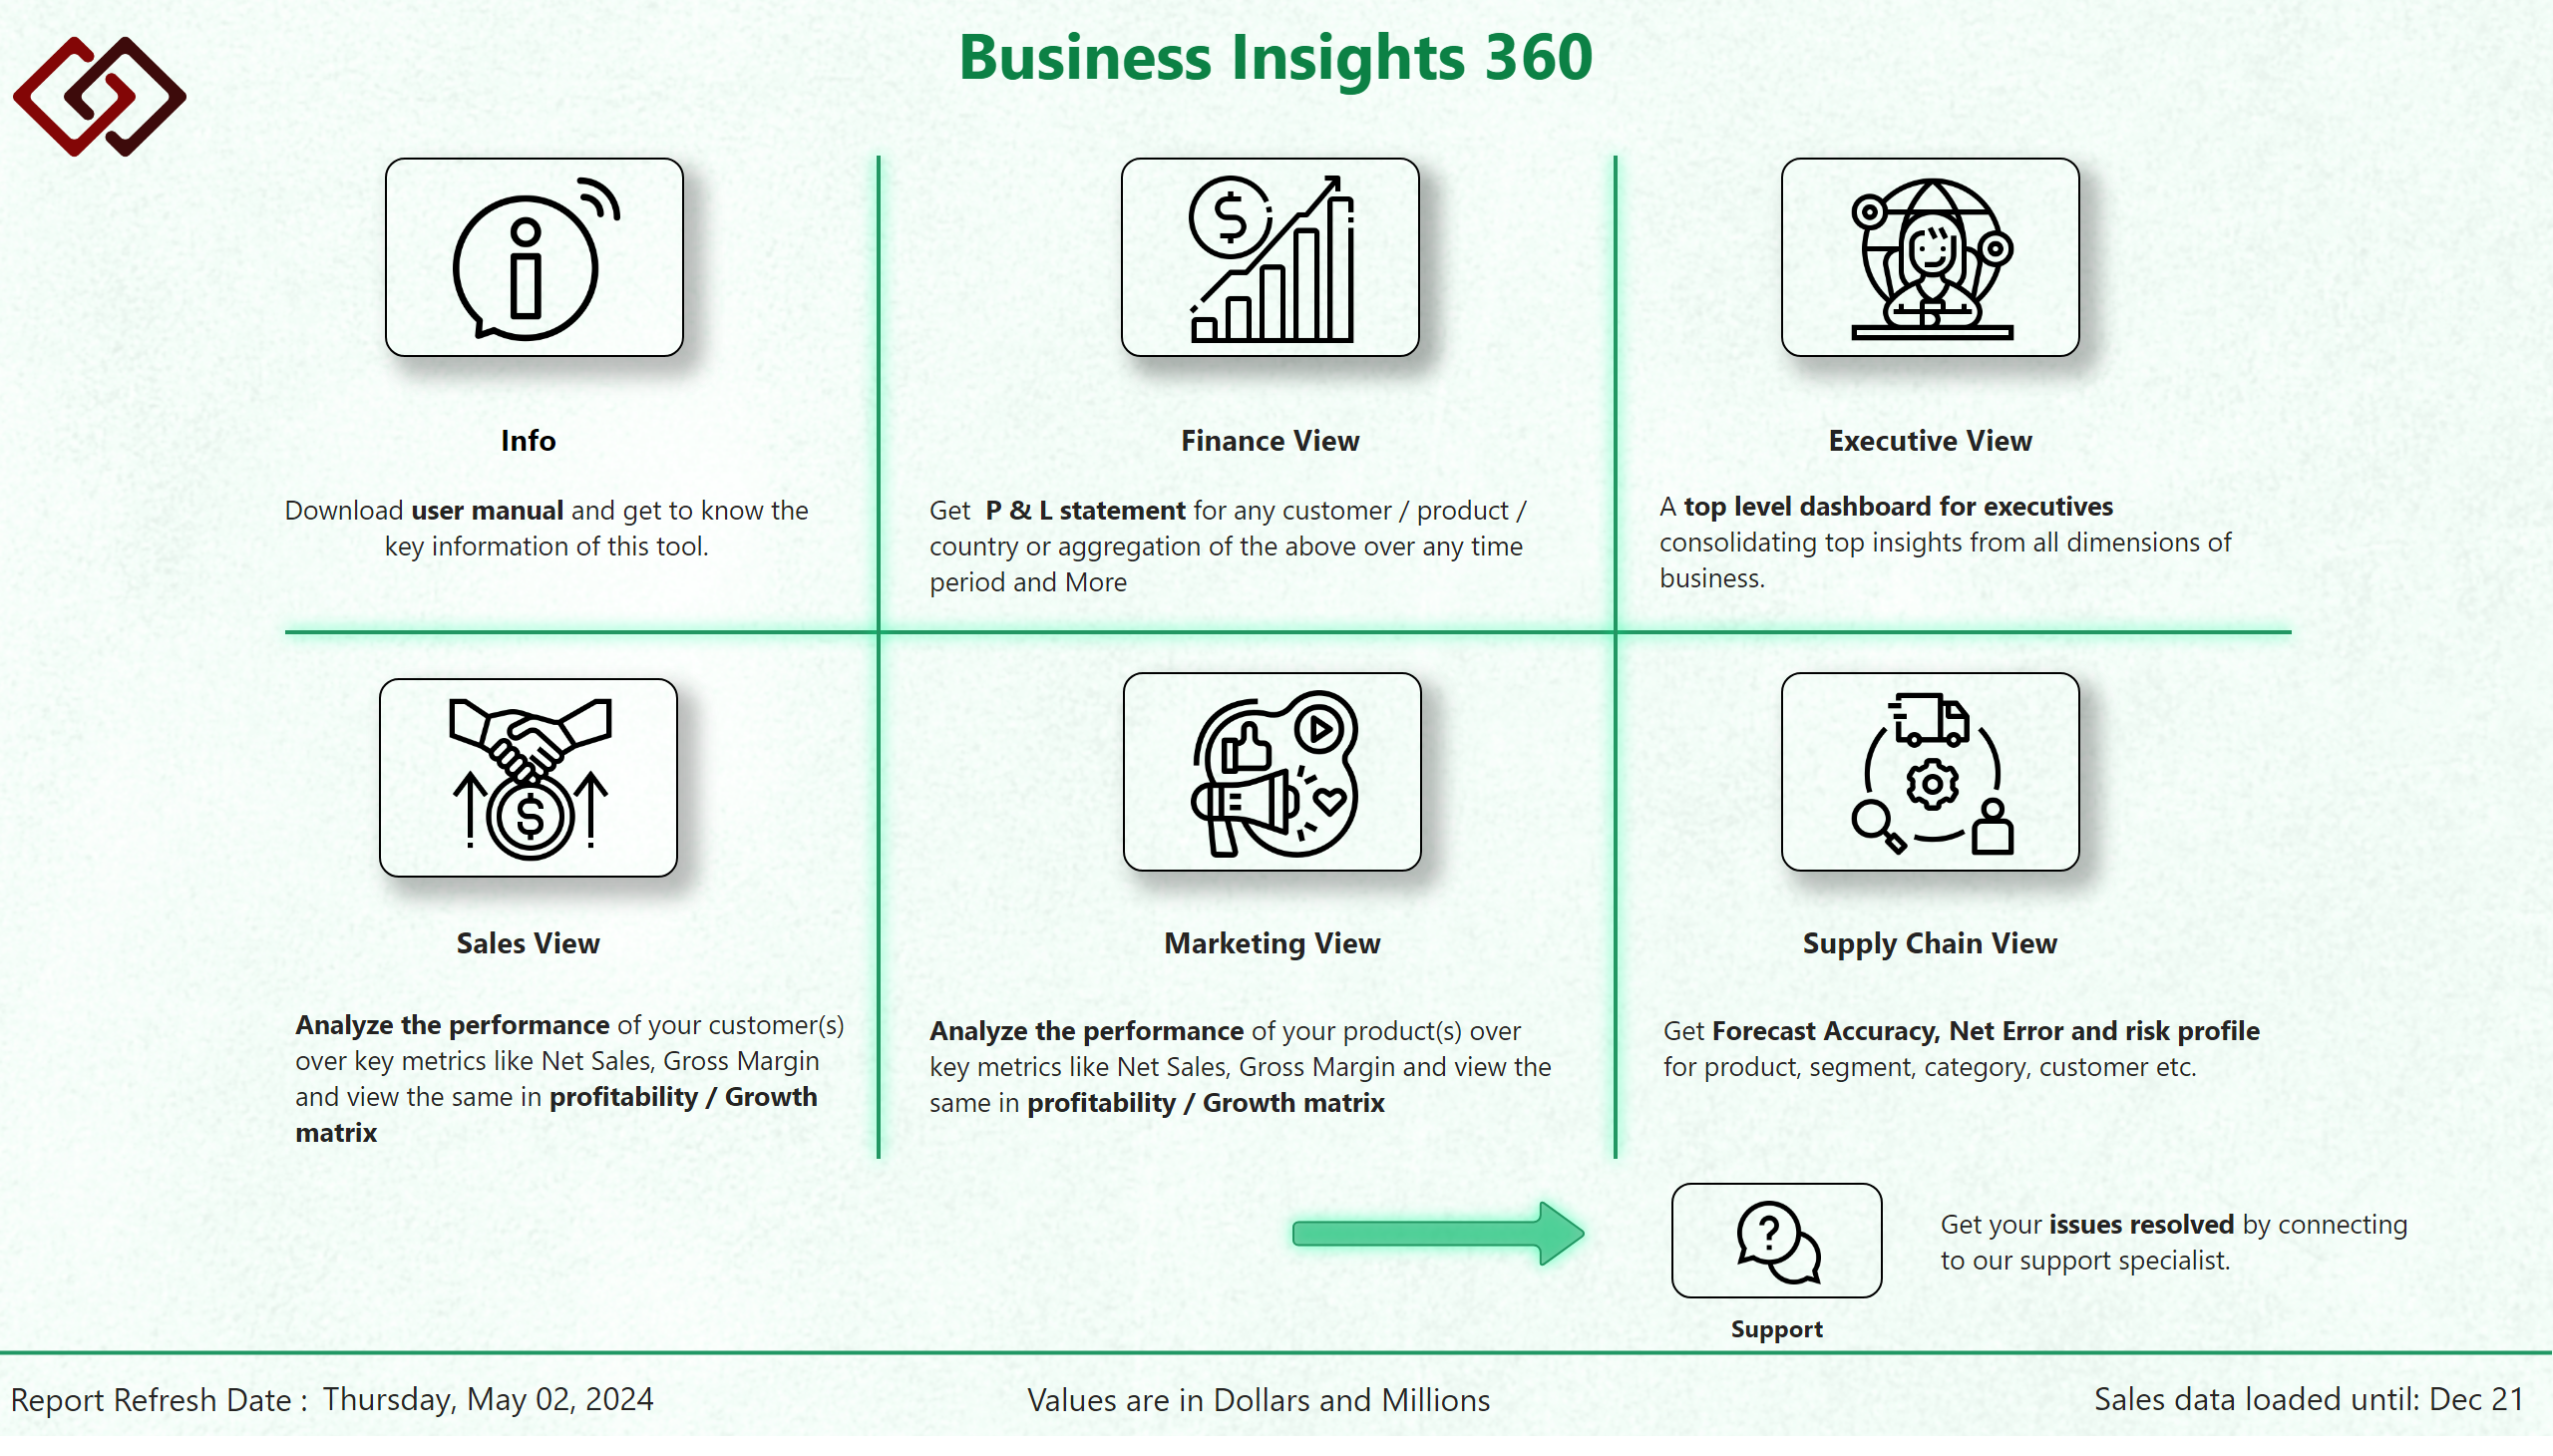 Business Insights 360
Info
Download user manual and get to know the
key information of this tool.
Finance View
Get  P & L statement for any customer / product /
country or aggregation of the above over any time
period and More
Executive View
A top level dashboard for executives
consolidating top insights from all dimensions of
business.
Sales View
Analyze the performance of your customer(s)
over key metrics like Net Sales, Gross Margin
and view the same in profitability / Growth
matrix
Marketing View
Analyze the performance of your product(s) over
key metrics like Net Sales, Gross Margin and view the
same in profitability / Growth matrix
Supply Chain View
Get Forecast Accuracy, Net Error and risk profile
for product, segment, category, customer etc.
Support
Get your issues resolved by connecting
to our support specialist.
Report Refresh Date : Thursday, May 02, 2024
Values are in Dollars and Millions
Sales data loaded until: Dec 21